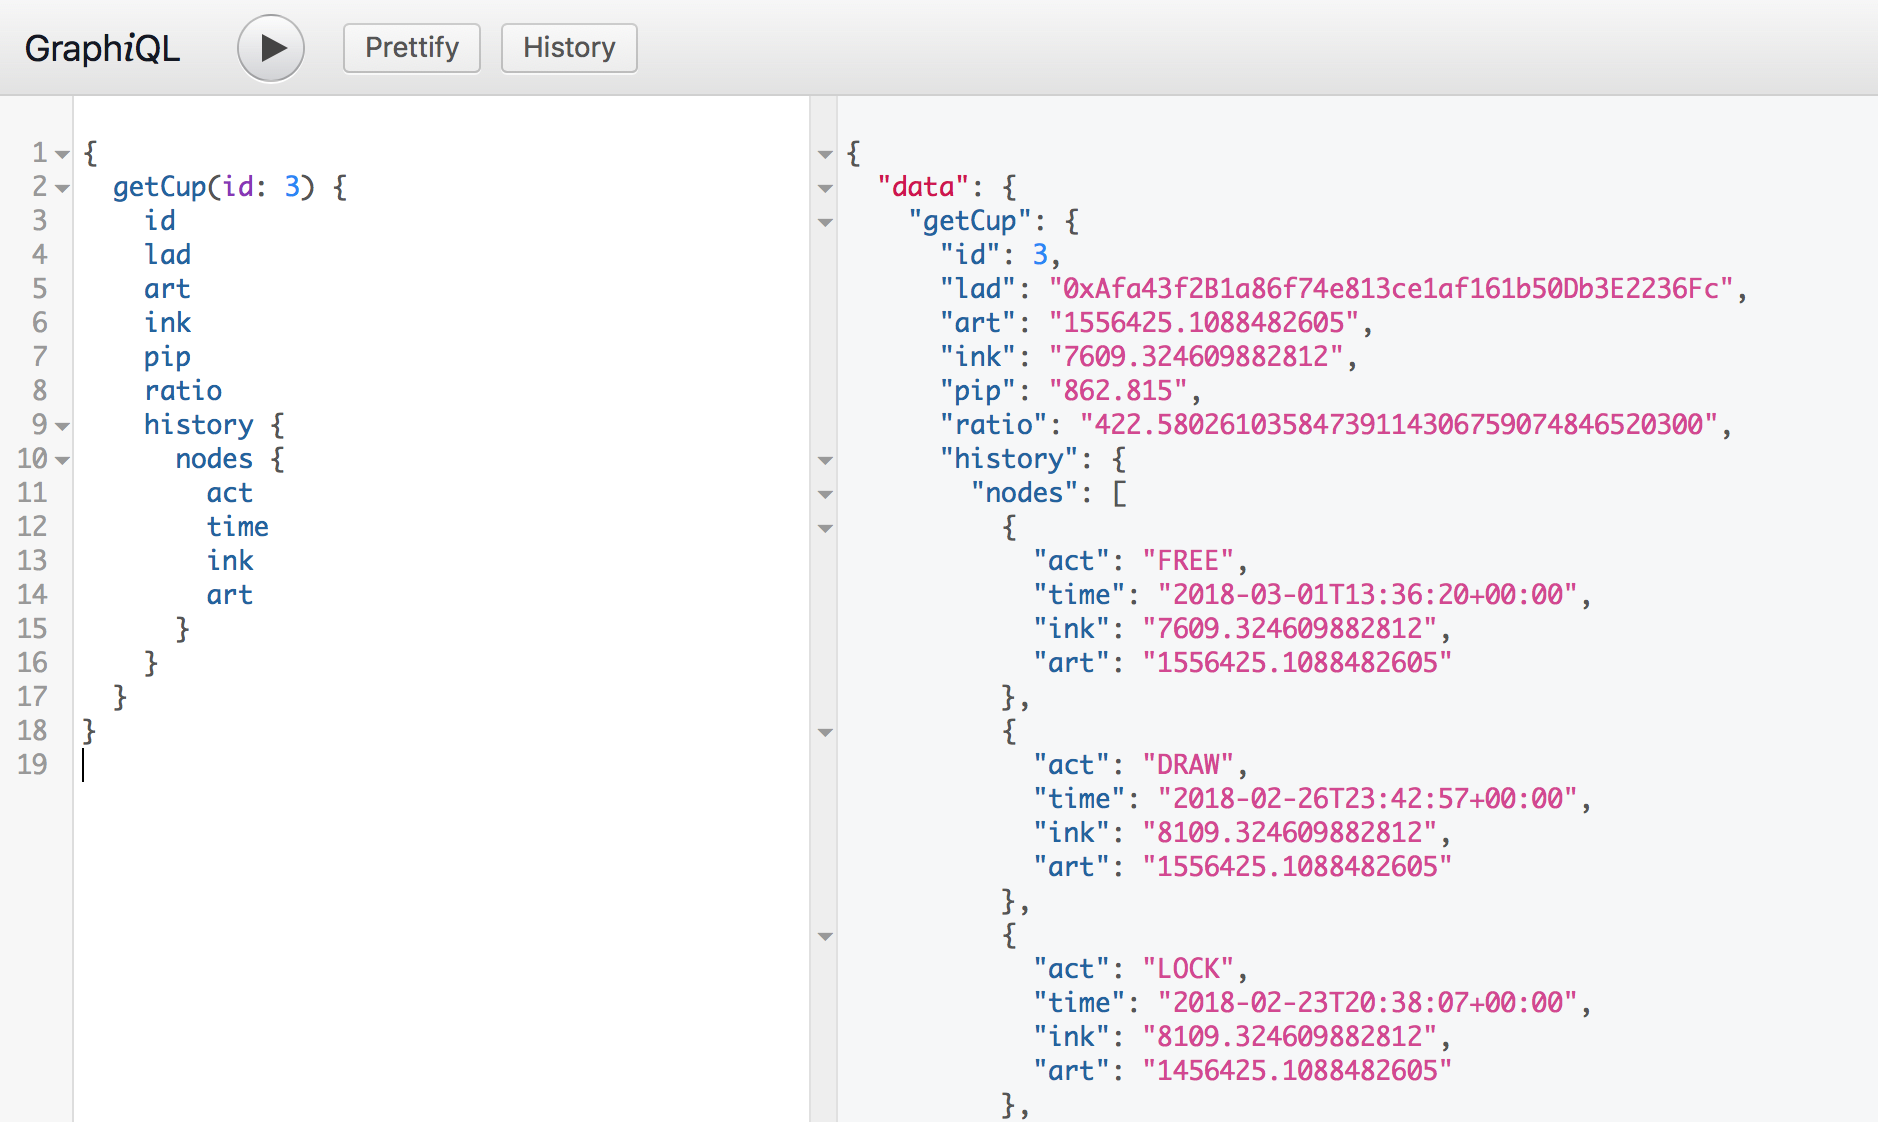 GraphiQL Prettify History
1 {
2 getCup(id: 3) {
3 id
4 lad
5 art
6 ink
7 pip
8 ratio
9 history {
10 nodes {
11 act
12 time
13 ink
14 art
15 }
16 }
17 }
18 }
19
{
"data": {
"getCup": {
"id": 3,
"lad": "0xAfa43f2B1a86f74e813ce1af161b50Db3E2236Fc",
"art": "1556425.1088482605",
"ink": "7609.324609882812",
"pip": "862.815",
"ratio": "422.580261035847391143067590748465203​00",
"history": {
"nodes": [
{
"act": "FREE",
"time": "2018-03-01T13:36:20+00:00",
"ink": "7609.324609882812",
"art": "1556425.1088482605"
},
{
"act": "DRAW",
"time": "2018-02-26T23:42:57+00:00",
"ink": "8109.324609882812",
"art": "1556425.1088482605"
},
{
"act": "LOCK",
"time": "2018-02-23T20:38:07+00:00",
"ink": "8109.324609882812",
"art": "1456425.1088482605"
},